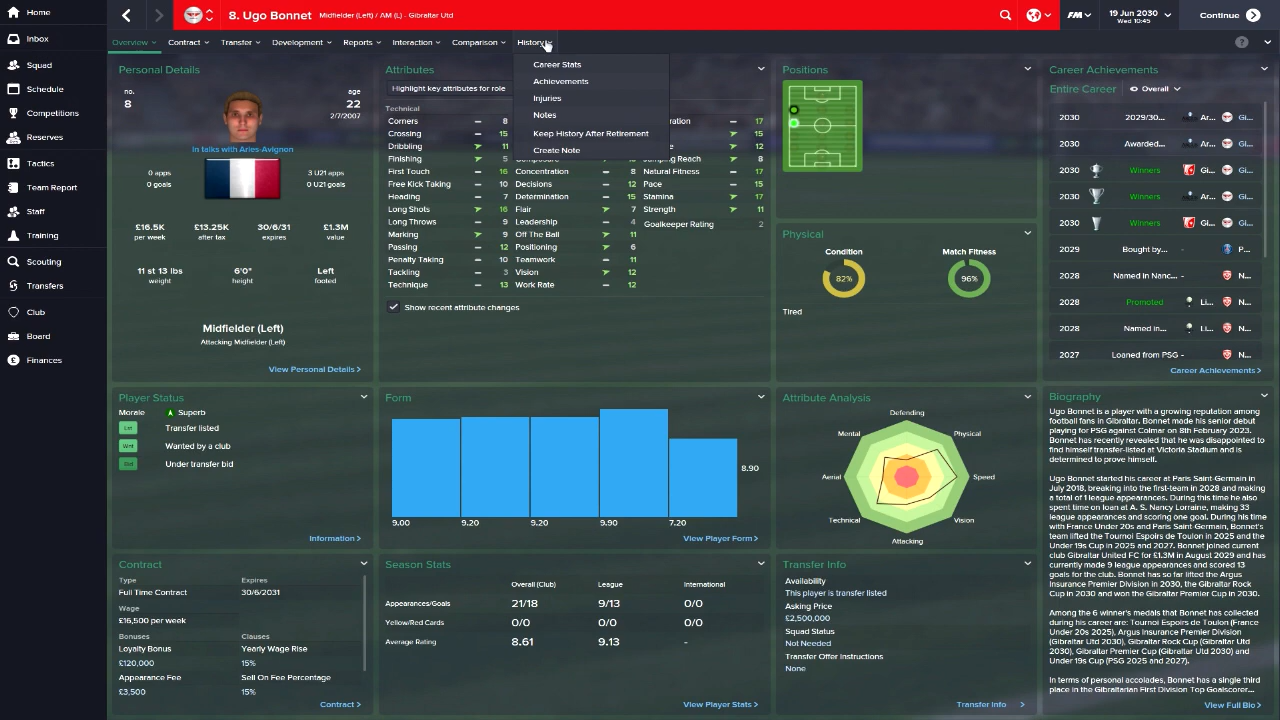 8. Ugo Bonnet Midfielder (Left) / AM (L) - Gibraltar Utd
FM
19 Jun 2030
Wed 10:45
Continue
Home
Inbox
Squad
Schedule
Competitions
Reserves
Tactics
Team Report
Staff
Training
Scouting
Transfers
Club
Board
Finances
Overview Contract Transfer Development Reports Interaction Comparison History
Career Stats
Achievements
Injuries
Notes
Keep History After Retirement
Create Note
Personal Details
no.
8
age
22
2/7/2007
In talks with Arles-Avignon
0 apps
0 goals
3 U21 apps
0 U21 goals
£16.5K
per week
£13.25K
after tax
30/6/31
expires
£1.3M
value
11 st 13 lbs
weight
6'0"
height
Left
footed
Midfielder (Left)
Attacking Midfielder (Left)
View Personal Details >
Attributes
Highlight key attributes for role
Technical
Corners 8
Crossing 15
Dribbling 11
Finishing 5
First Touch 16
Free Kick Taking 10
Heading 7
Long Shots 16
Long Throws 9
Marking 9
Passing 12
Penalty Taking 10
Tackling 3
Technique 13
Concentration 8
Decisions 12
Determination 15
Flair 7
Leadership 4
Off The Ball 11
Positioning 6
Teamwork 11
Vision 12
Work Rate 12
17
15
12
Jumping Reach 8
Natural Fitness 17
Pace 15
Stamina 17
Strength 11
Goalkeeper Rating 2
Show recent attribute changes
Positions
Physical
Condition
82%
Match Fitness
96%
Tired
Career Achievements
Entire Career Overall
2030 2029/30... Ar... Gi...
2030 Awarded... Ar... Gi...
2030 Winners Gi... Gi...
2030 Winners Ar... Gi...
2030 Winners Gi... Gi...
2029 Bought by... - P...
2028 Named in Nanc... - N...
2028 Promoted Li... N...
2028 Named in... Li... N...
2027 Loaned from PSG - N...
Career Achievements >
Player Status
Morale Superb
Transfer listed
Wnt Wanted by a club
Under transfer bid
Information >
Form
9.00 9.20 9.20 9.90 7.20
8.90
View Player Form >
Attribute Analysis
Defending
Physical
Speed
Vision
Attacking
Technical
Aerial
Mental
Biography
Ugo Bonnet is a player with a growing reputation among
football fans in Gibraltar. Bonnet made his senior debut
playing for PSG against Colmar on 8th February 2023.
Bonnet has recently revealed that he was disappointed to
find himself transfer-listed at Victoria Stadium and is
determined to prove himself.
Ugo Bonnet started his career at Paris Saint-Germain in
July 2018, breaking into the first-team in 2028 and making
a total of 1 league appearances. During this time he also
spent time on loan at A. S. Nancy Lorraine, making 33
league appearances and scoring one goal. During his time
with France Under 20s and Paris Saint-Germain, Bonnet's
team lifted the Tournoi Espoirs de Toulon in 2025 and the
Under 19s Cup in 2025 and 2027. Bonnet joined current
club Gibraltar United FC for £1.3M in August 2029 and has
currently made 9 league appearances and scored 13
goals for the club. Bonnet has so far lifted the Argus
Insurance Premier Division in 2030, the Gibraltar Rock
Cup in 2030 and won the Gibraltar Premier Cup in 2030.
Among the 6 winner's medals that Bonnet has collected
during his career are: Tournoi Espoirs de Toulon (France
Under 20s 2025), Argus Insurance Premier Division
(Gibraltar Utd 2030), Gibraltar Rock Cup (Gibraltar Utd
2030), Gibraltar Premier Cup (Gibraltar Utd 2030) and
Under 19s Cup (PSG 2025 and 2027).
In terms of personal accolades, Bonnet has a single third
place in the Gibraltarian First Division Top Goalscorer...
View Full Bio >
Contract
Type
Full Time Contract
Expires
30/6/2031
Wage
£16,500 per week
Bonuses
Loyalty Bonus
£120,000
Appearance Fee
£3,500
Clauses
Yearly Wage Rise
15%
Sell On Fee Percentage
15%
Contract >
Season Stats
Overall (Club) League International
Appearances/Goals 21/18 9/13 0/0
Yellow/Red Cards 0/0 0/0 0/0
Average Rating 8.61 9.13 -
View Player Stats >
Transfer Info
Availability
This player is transfer listed
Asking Price
£2,500,000
Squad Status
Not Needed
Transfer Offer Instructions
None
Transfer Info >